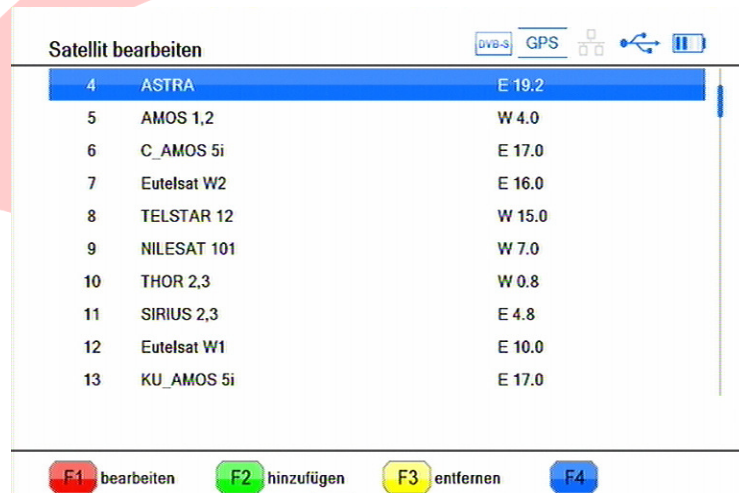 Satellit bearbeiten DVB-S GPS
4 ASTRA E 19.2
5 AMOS 1,2 W 4.0
6 C_AMOS 5i E 17.0
7 Eutelsat W2 E 16.0
8 TELSTAR 12 W 15.0
9 NILESAT 101 W 7.0
10 THOR 2,3 W 0.8
11 SIRIUS 2,3 E 4.8
12 Eutelsat W1 E 10.0
13 KU_AMOS 5i E 17.0
F1 bearbeiten F2 hinzufügen F3 entfernen F4